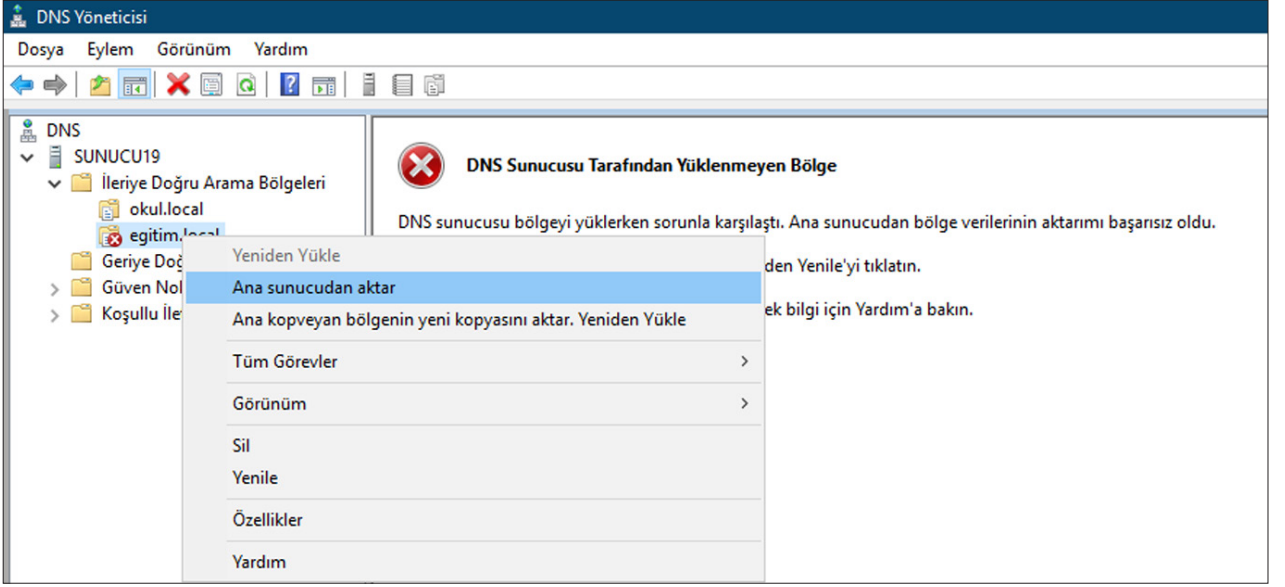 DNS Yöneticisi
Dosya Eylem Görünüm Yardım
DNS
SUNUCU19
İleriye Doğru Arama Bölgeleri
okul.local
egitim.local
Geriye Doğ
Güven Nol
Koşullu İle
DNS Sunucusu Tarafından Yüklenmeyen Bölge
DNS sunucusu bölgeyi yüklerken sorunla karşılaştı. Ana sunucudan bölge verilerinin aktarımı başarısız oldu.
den Yenile'yi tıklatın.
ek bilgi için Yardım'a bakın.
Yeniden Yükle
Ana sunucudan aktar
Ana kopveyan bölgenin yeni kopyasını aktar. Yeniden Yükle
Tüm Görevler
Görünüm
Sil
Yenile
Özellikler
Yardım